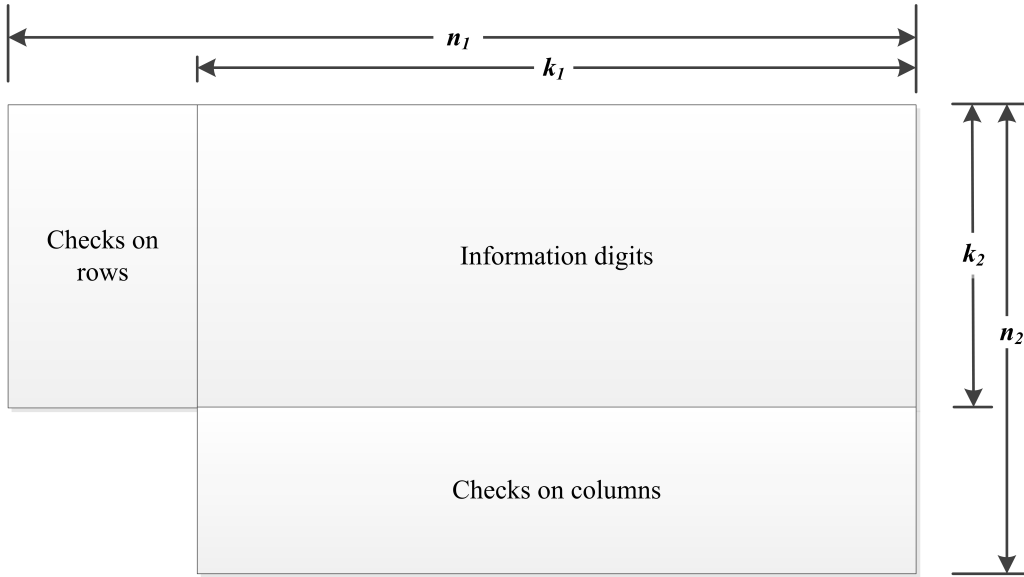 n1
k1
Checks on
rows
Information digits
k2
n2
Checks on columns